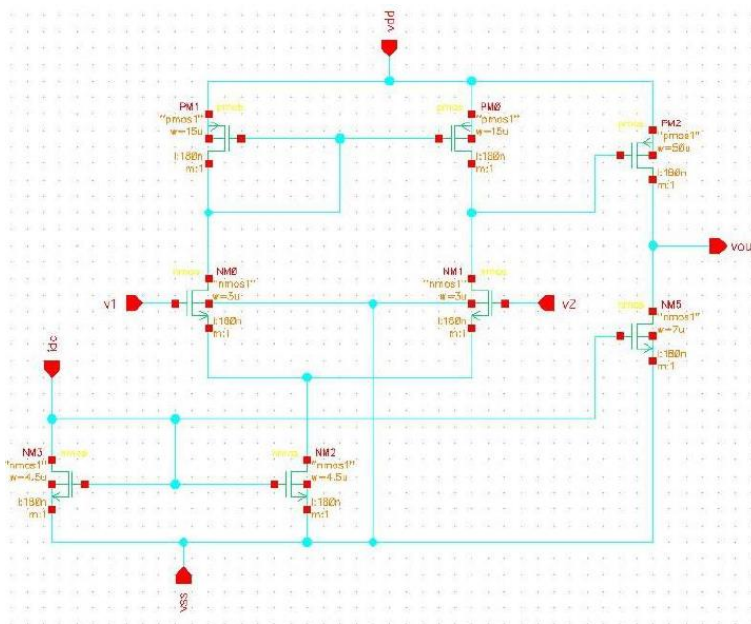 vdd
PM1 pmos
"pmos1"
w=15u
l:180n
m:1
PM0 pmos
"pmos1"
w=15u
l:180n
m:1
PM2
pmos
"pmos1"
w=50u
l:180n
m:1
vou
NM0
nmos
"nmos1"
w=3u
l:180n
m:1
v1
NM1
nmos
"nmos1"
w=3u
l:180n
m:1
v2
NM5
nmos
"nmos1"
w=7u
l:180n
m:1
idc
NM3
nmos
"nmos1"
w=4.5u
l:180n
m:1
NM2
nmos
"nmos1"
w=4.5u
l:180n
m:1
vss